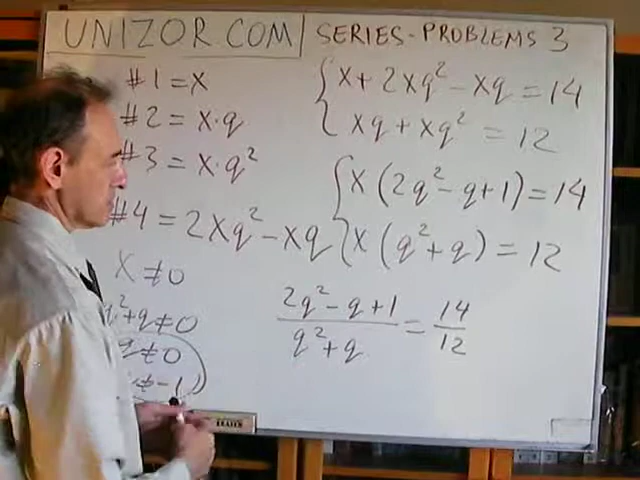 UNIZOR.COM SERIES-PROBLEMS 3
#1 = X
#2 = X·q
#3 = X·q²
#4 = 2Xq² - Xq
X ≠ 0
q²+q ≠ 0
q ≠ 0
≠ -1
X + 2Xq² - Xq = 14
Xq + Xq² = 12
X(2q² - q + 1) = 14
X(q² + q) = 12
2q² - q + 1 / q² + q = 14 / 12